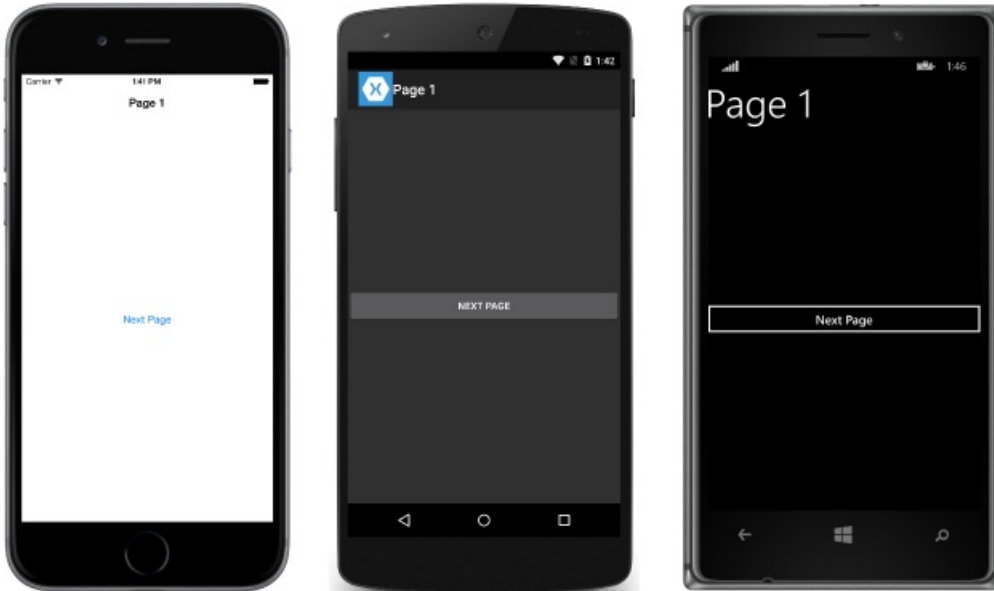 Carrier 1:41 PM
Page 1
Next Page
1:42
Page 1
NEXT PAGE
1:46
Page 1
Next Page